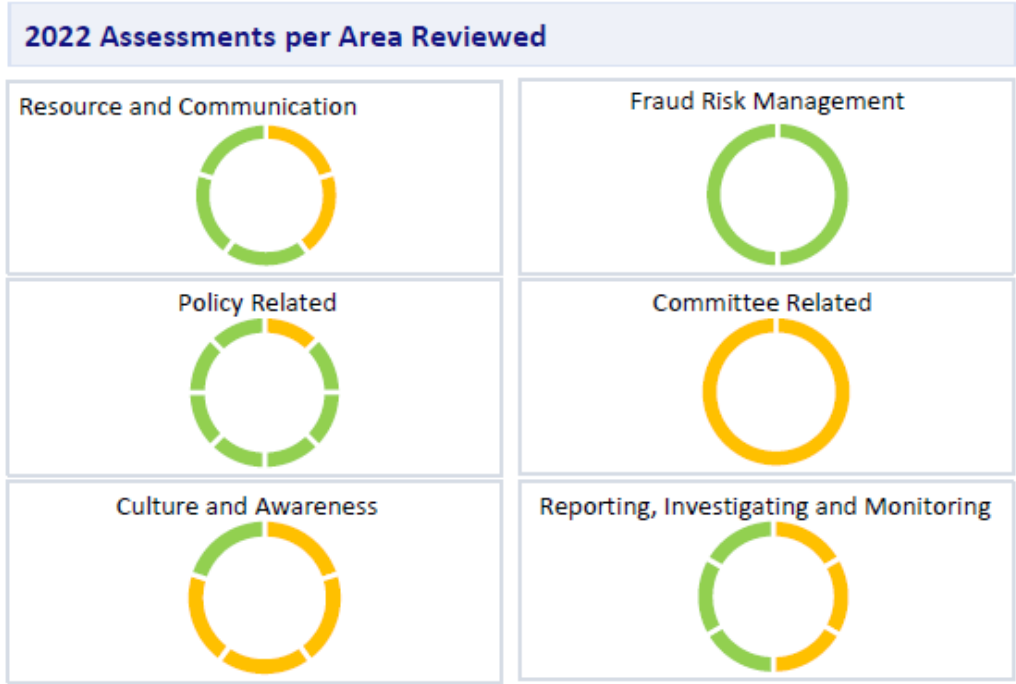 2022 Assessments per Area Reviewed
Resource and Communication
Fraud Risk Management
Policy Related
Committee Related
Culture and Awareness
Reporting, Investigating and Monitoring